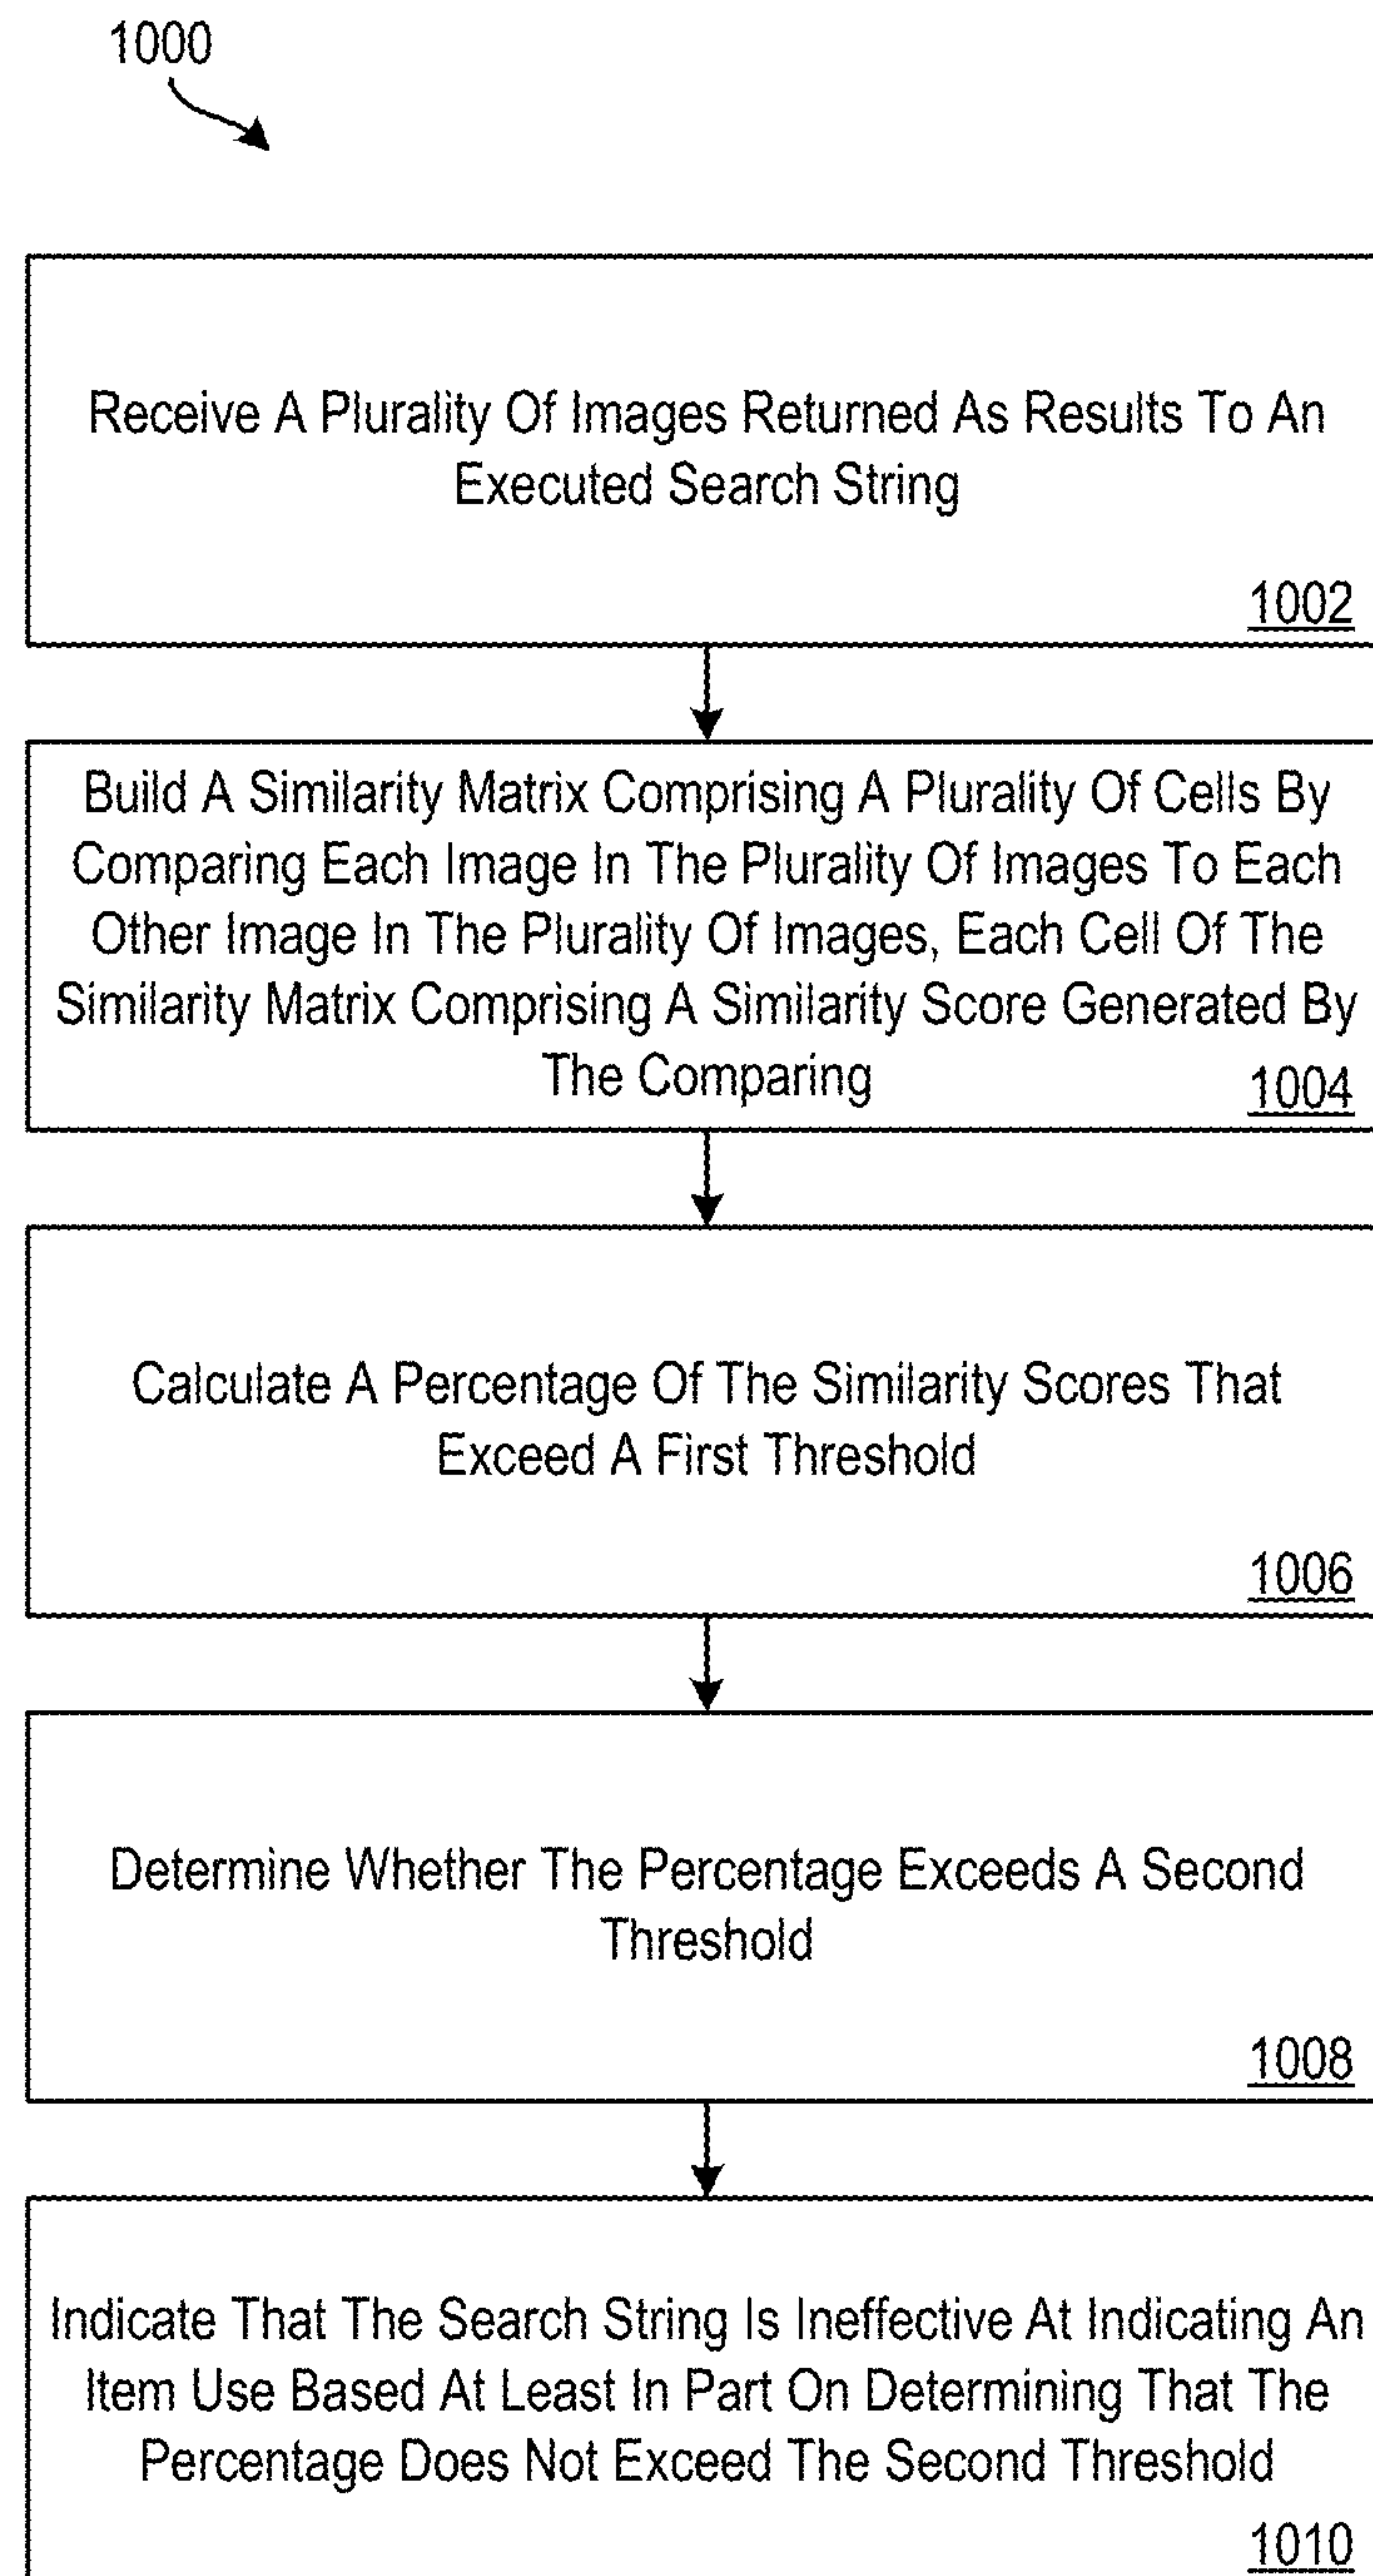 1000
Receive A Plurality Of Images Returned As Results To An
Executed Search String
1002
Build A Similarity Matrix Comprising A Plurality Of Cells By
Comparing Each Image In The Plurality Of Images To Each
Other Image In The Plurality Of Images, Each Cell Of The
Similarity Matrix Comprising A Similarity Score Generated By
The Comparing
1004
Calculate A Percentage Of The Similarity Scores That
Exceed A First Threshold
1006
Determine Whether The Percentage Exceeds A Second
Threshold
1008
Indicate That The Search String Is Ineffective At Indicating An
Item Use Based At Least In Part On Determining That The
Percentage Does Not Exceed The Second Threshold
1010